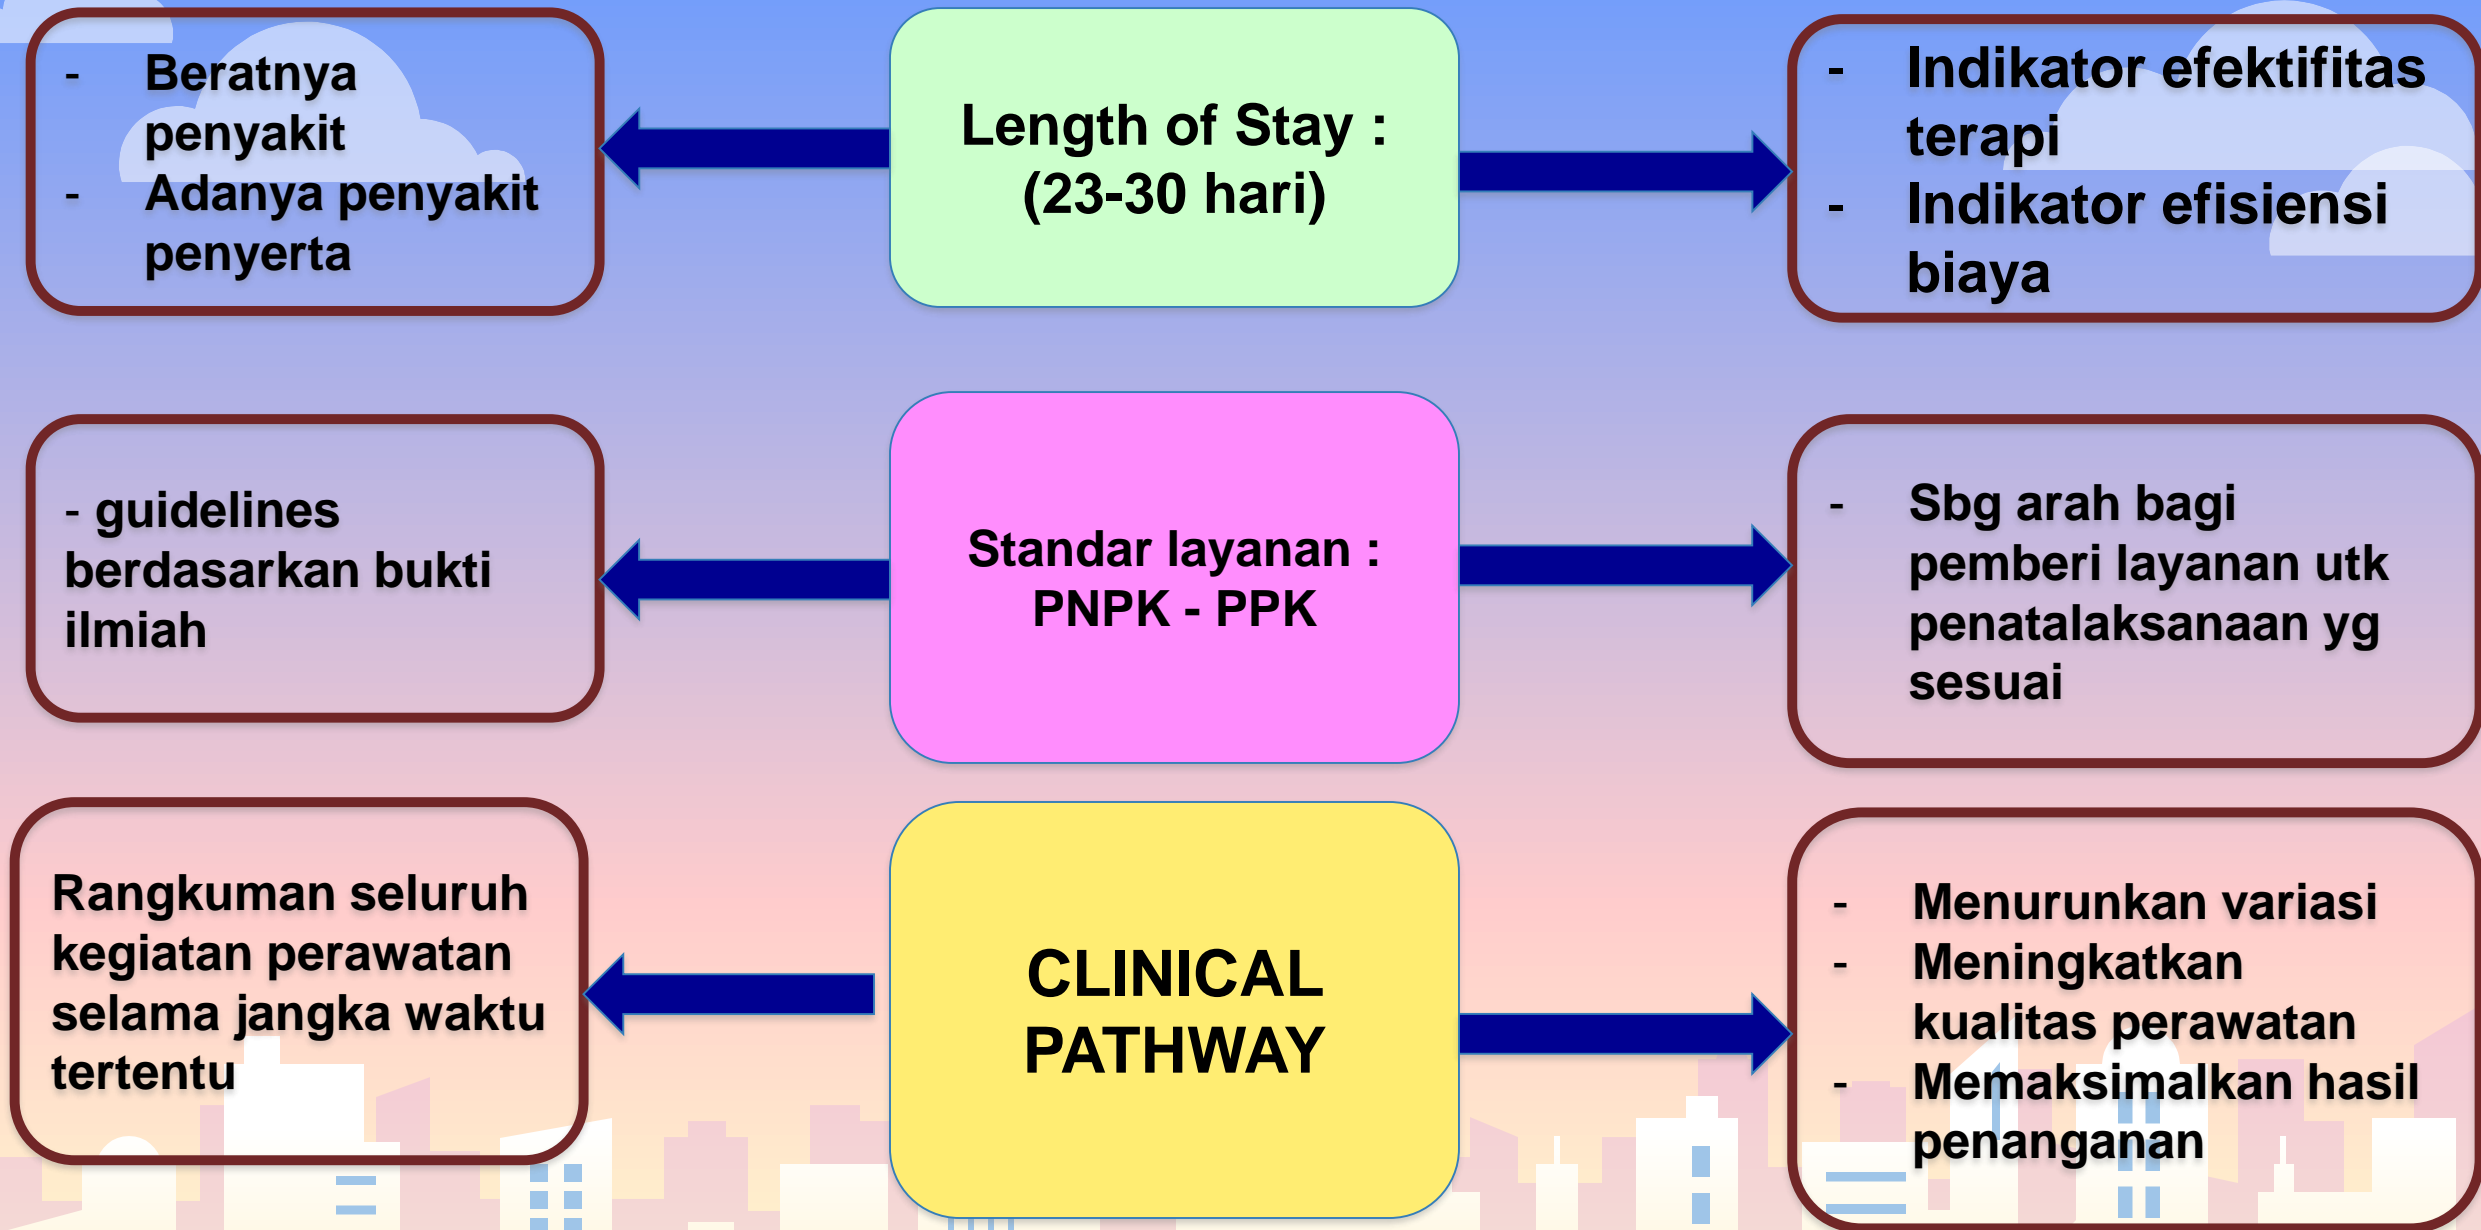 - Beratnya
penyakit
- Adanya penyakit
penyerta
Length of Stay :
(23-30 hari)
- Indikator efektifitas
terapi
- Indikator efisiensi
biaya
- guidelines
berdasarkan bukti
ilmiah
Standar layanan :
PNPK - PPK
- Sbg arah bagi
pemberi layanan utk
penatalaksanaan yg
sesuai
Rangkuman seluruh
kegiatan perawatan
selama jangka waktu
tertentu
CLINICAL
PATHWAY
- Menurunkan variasi
- Meningkatkan
kualitas perawatan
- Memaksimalkan hasil
penanganan